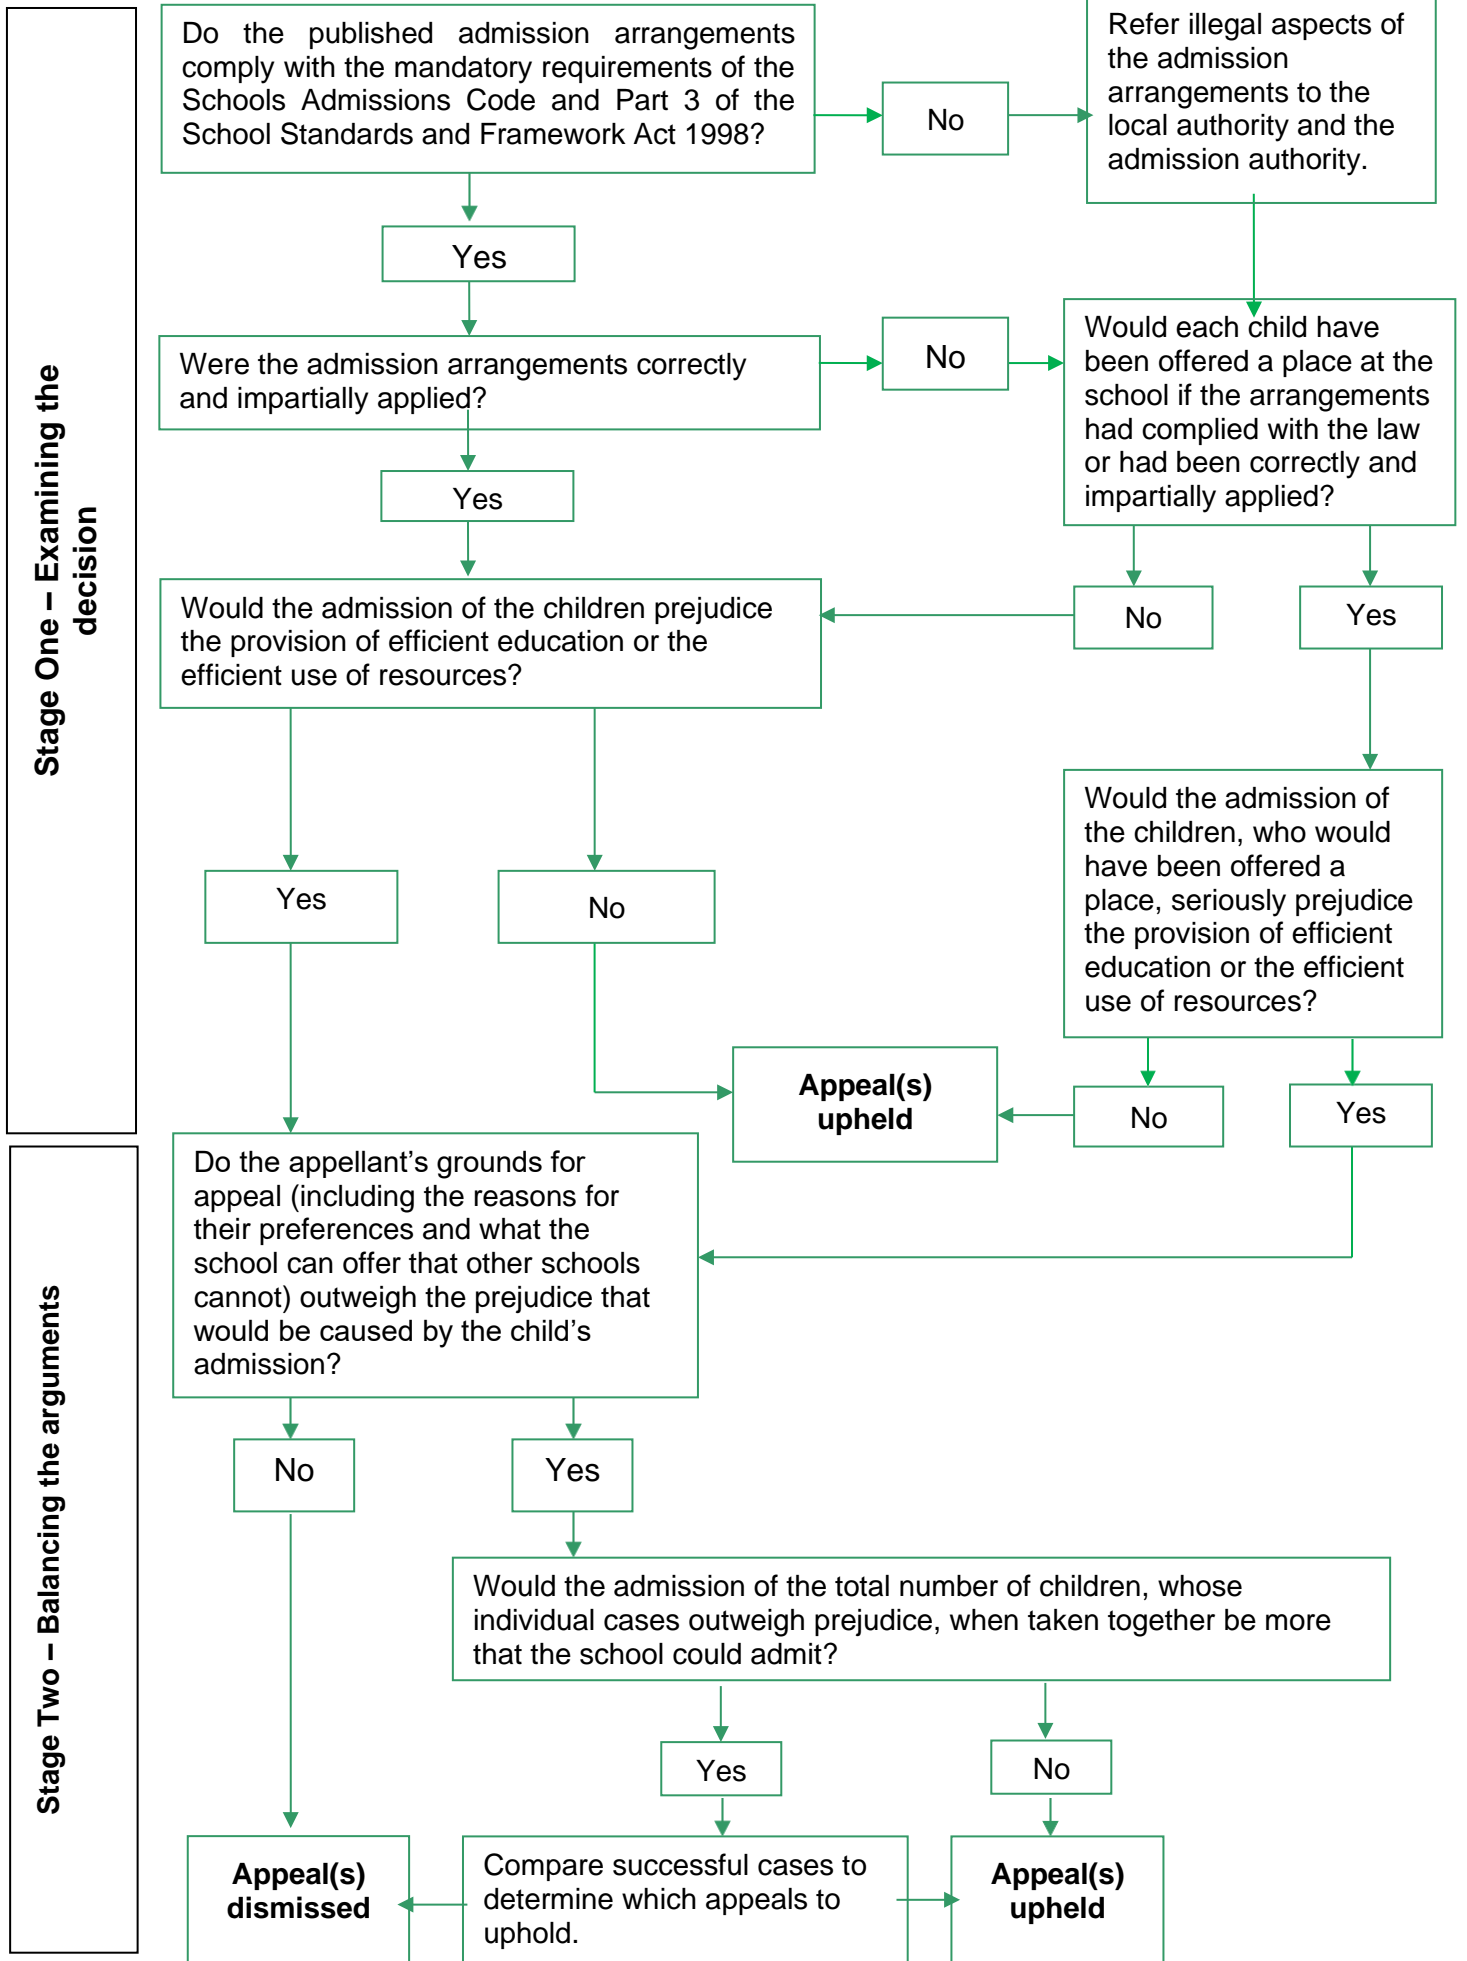 Stage One – Examining the
decision
Do the published admission arrangements
comply with the mandatory requirements of the
Schools Admissions Code and Part 3 of the
School Standards and Framework Act 1998?
No
Refer illegal aspects of
the admission
arrangements to the
local authority and the
admission authority.
Yes
Were the admission arrangements correctly
and impartially applied?
No
Would each child have
been offered a place at the
school if the arrangements
had complied with the law
or had been correctly and
impartially applied?
Yes
Would the admission of the children prejudice
the provision of efficient education or the
efficient use of resources?
No
Yes
Yes
No
Would the admission of
the children, who would
have been offered a
place, seriously prejudice
the provision of efficient
education or the efficient
use of resources?
Appeal(s)
upheld
No
Yes
Stage Two – Balancing the arguments
Do the appellant’s grounds for
appeal (including the reasons for
their preferences and what the
school can offer that other schools
cannot) outweigh the prejudice that
would be caused by the child’s
admission?
No
Yes
Would the admission of the total number of children, whose
individual cases outweigh prejudice, when taken together be more
that the school could admit?
Yes
No
Appeal(s)
dismissed
Compare successful cases to
determine which appeals to
uphold.
Appeal(s)
upheld